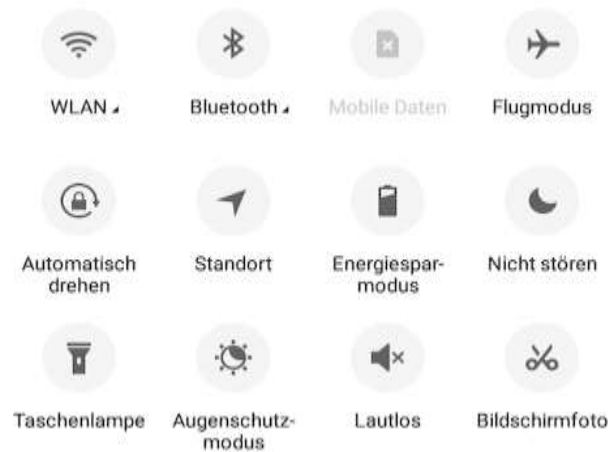 WLAN
Bluetooth
Mobile Daten
Flugmodus
Automatisch
drehen
Standort
Energiespar-
modus
Nicht stören
Taschenlampe
Augenschutz-
modus
Lautlos
Bildschirmfoto